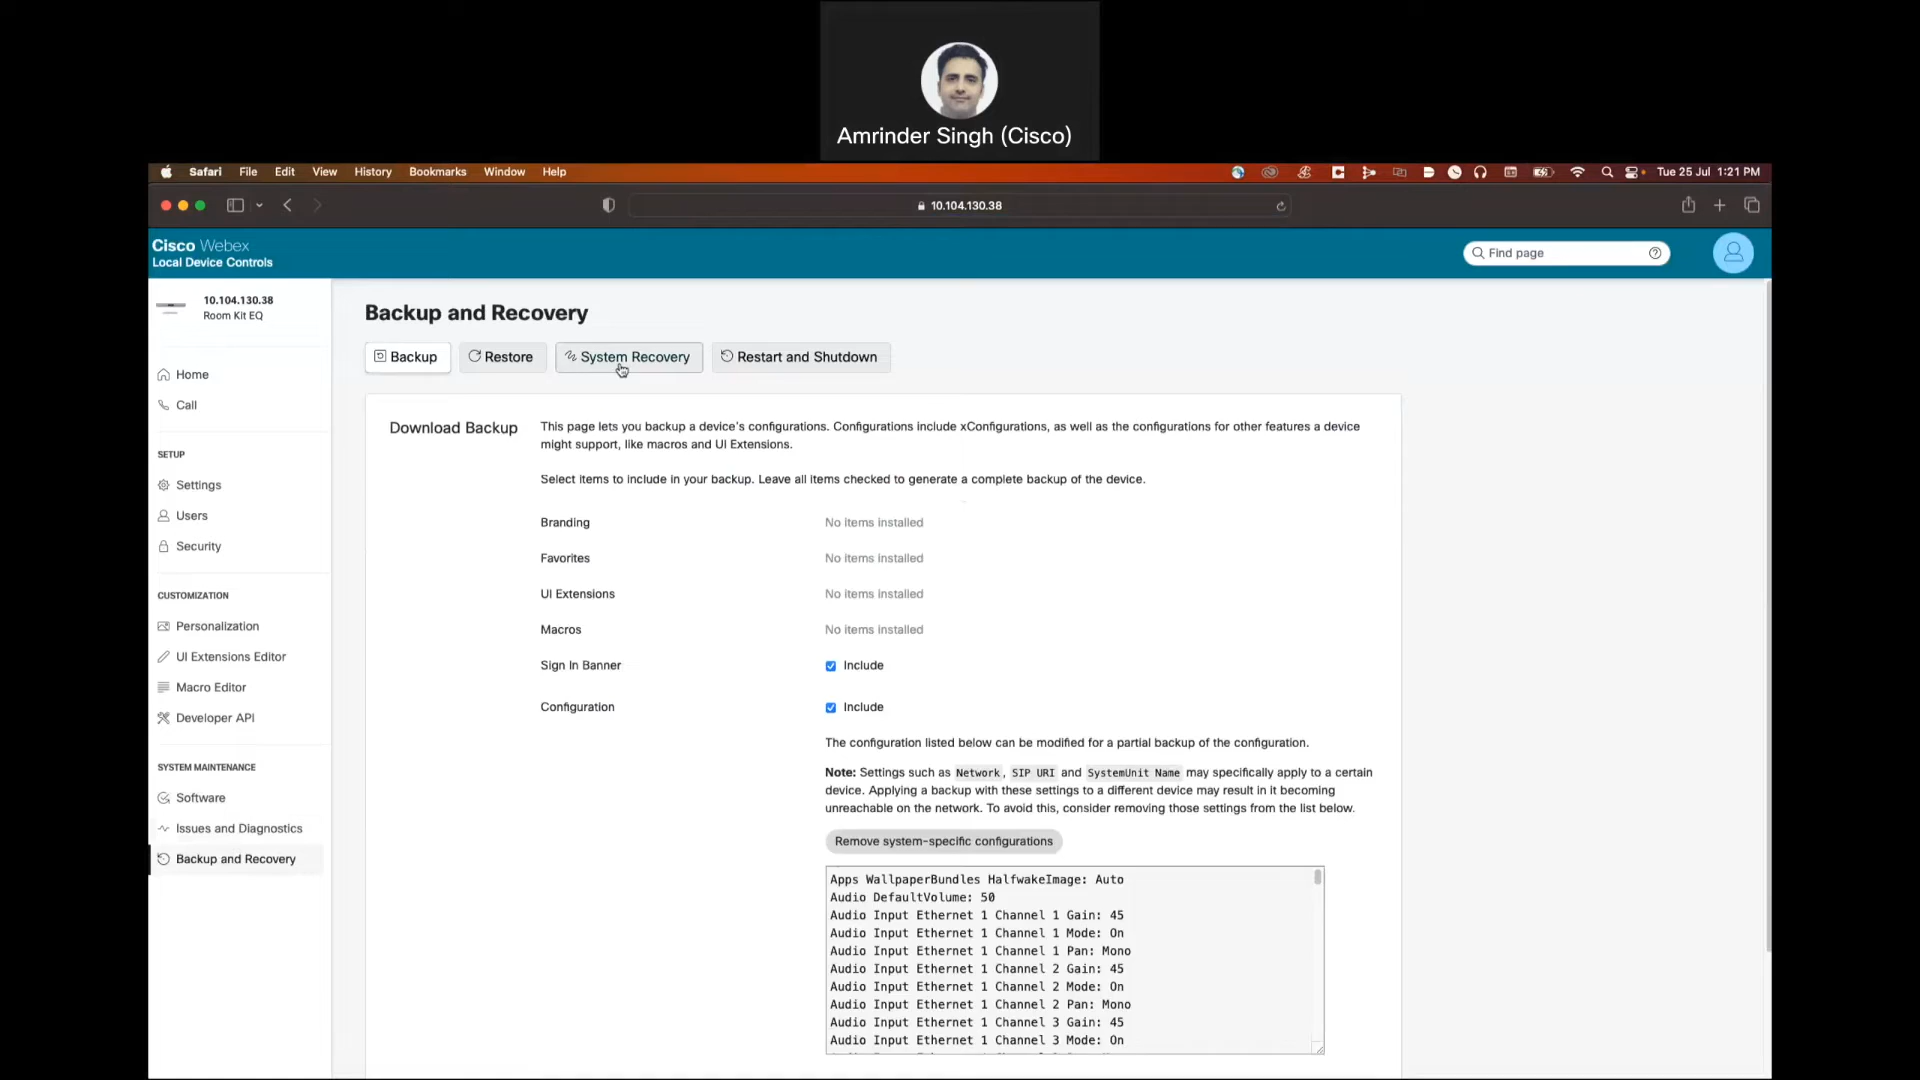 Amrinder Singh (Cisco)
Safari File Edit View History Bookmarks Window Help Tue 25 Jul 1:21 PM
10.104.130.38
Cisco Webex
Local Device Controls
Find page
10.104.130.38
Room Kit EQ
Home
Call
SETUP
Settings
Users
Security
CUSTOMIZATION
Personalization
UI Extensions Editor
Macro Editor
Developer API
SYSTEM MAINTENANCE
Software
Issues and Diagnostics
Backup and Recovery
Backup and Recovery
Backup Restore System Recovery Restart and Shutdown
Download Backup
This page lets you backup a device's configurations. Configurations include xConfigurations, as well as the configurations for other features a device
might support, like macros and UI Extensions.
Select items to include in your backup. Leave all items checked to generate a complete backup of the device.
Branding No items installed
Favorites No items installed
UI Extensions No items installed
Macros No items installed
Sign In Banner Include
Configuration Include
The configuration listed below can be modified for a partial backup of the configuration.
Note: Settings such as Network, SIP URI and SystemUnit Name may specifically apply to a certain
device. Applying a backup with these settings to a different device may result in it becoming
unreachable on the network. To avoid this, consider removing those settings from the list below.
Remove system-specific configurations
Apps WallpaperBundles HalfwakeImage: Auto
Audio DefaultVolume: 50
Audio Input Ethernet 1 Channel 1 Gain: 45
Audio Input Ethernet 1 Channel 1 Mode: On
Audio Input Ethernet 1 Channel 1 Pan: Mono
Audio Input Ethernet 1 Channel 2 Gain: 45
Audio Input Ethernet 1 Channel 2 Mode: On
Audio Input Ethernet 1 Channel 2 Pan: Mono
Audio Input Ethernet 1 Channel 3 Gain: 45
Audio Input Ethernet 1 Channel 3 Mode: On